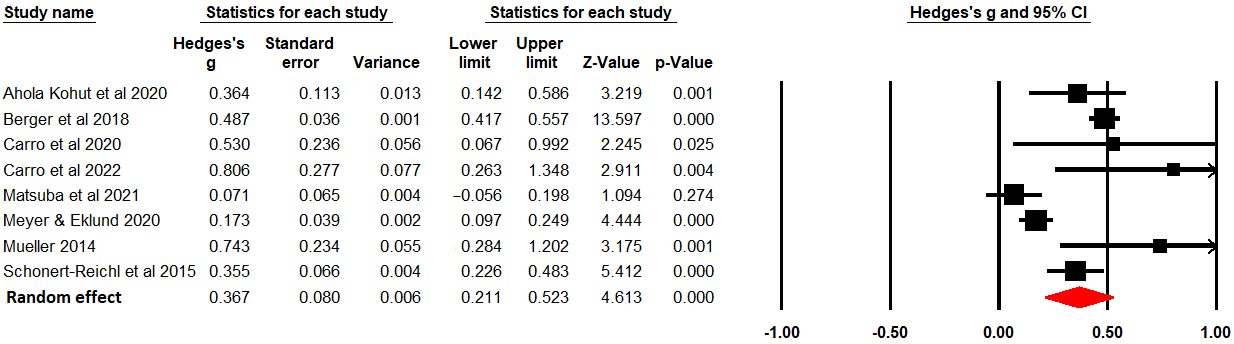 Study name Statistics for each study Statistics for each study Hedges's g and 95% CI
Hedges's Standard Lower Upper
g error Variance limit limit Z-Value p-Value
Ahola Kohut et al 2020 0.364 0.113 0.013 0.142 0.586 3.219 0.001
Berger et al 2018 0.487 0.036 0.001 0.417 0.557 13.597 0.000
Carro et al 2020 0.530 0.236 0.056 0.067 0.992 2.245 0.025
Carro et al 2022 0.806 0.277 0.077 0.263 1.348 2.911 0.004
Matsuba et al 2021 0.071 0.065 0.004 −0.056 0.198 1.094 0.274
Meyer & Eklund 2020 0.173 0.039 0.002 0.097 0.249 4.444 0.000
Mueller 2014 0.743 0.234 0.055 0.284 1.202 3.175 0.001
Schonert-Reichl et al 2015 0.355 0.066 0.004 0.226 0.483 5.412 0.000
Random effect 0.367 0.080 0.006 0.211 0.523 4.613 0.000
-1.00 -0.50 0.00 0.50 1.00